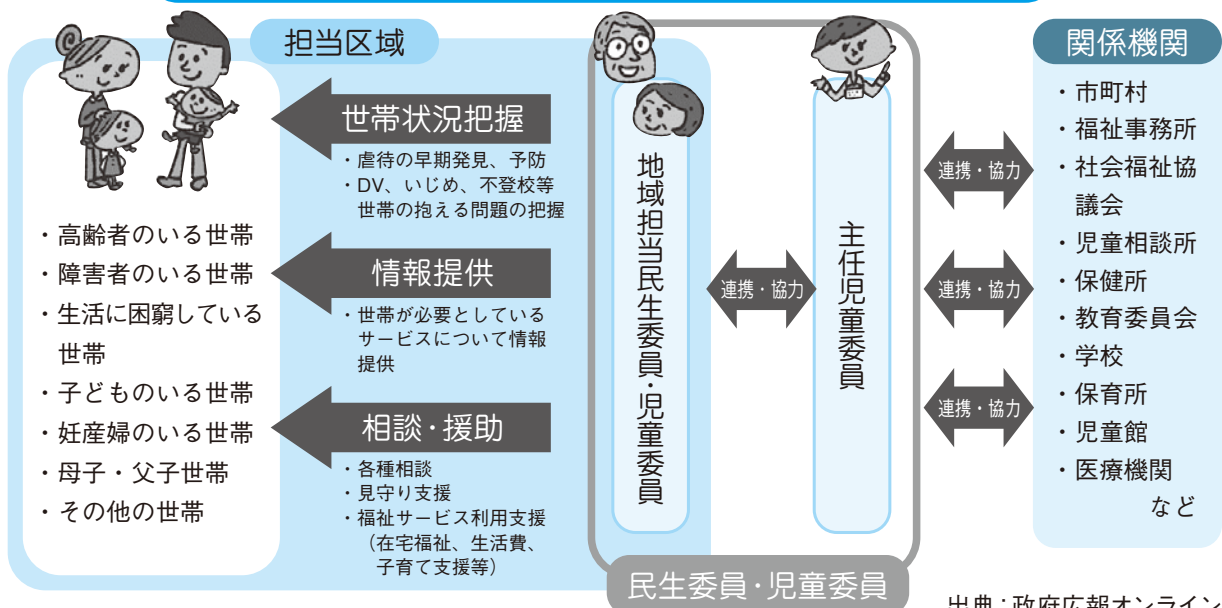 担当区域
・高齢者のいる世帯
・障害者のいる世帯
・生活に困窮している
世帯
・子どものいる世帯
・妊産婦のいる世帯
・母子・父子世帯
・その他の世帯
世帯状況把握
・虐待の早期発見、予防
・DV、いじめ、不登校等
世帯の抱える問題の把握
情報提供
・世帯が必要としている
サービスについて情報
提供
相談・援助
・各種相談
・見守り支援
・福祉サービス利用支援
（在宅福祉、生活費、
子育て支援等）
地域担当民生委員・児童委員
連携・協力
主任児童委員
民生委員・児童委員
連携・協力
連携・協力
連携・協力
関係機関
・市町村
・福祉事務所
・社会福祉協
議会
・児童相談所
・保健所
・教育委員会
・学校
・保育所
・児童館
・医療機関
など
出典：政府広報オンライン